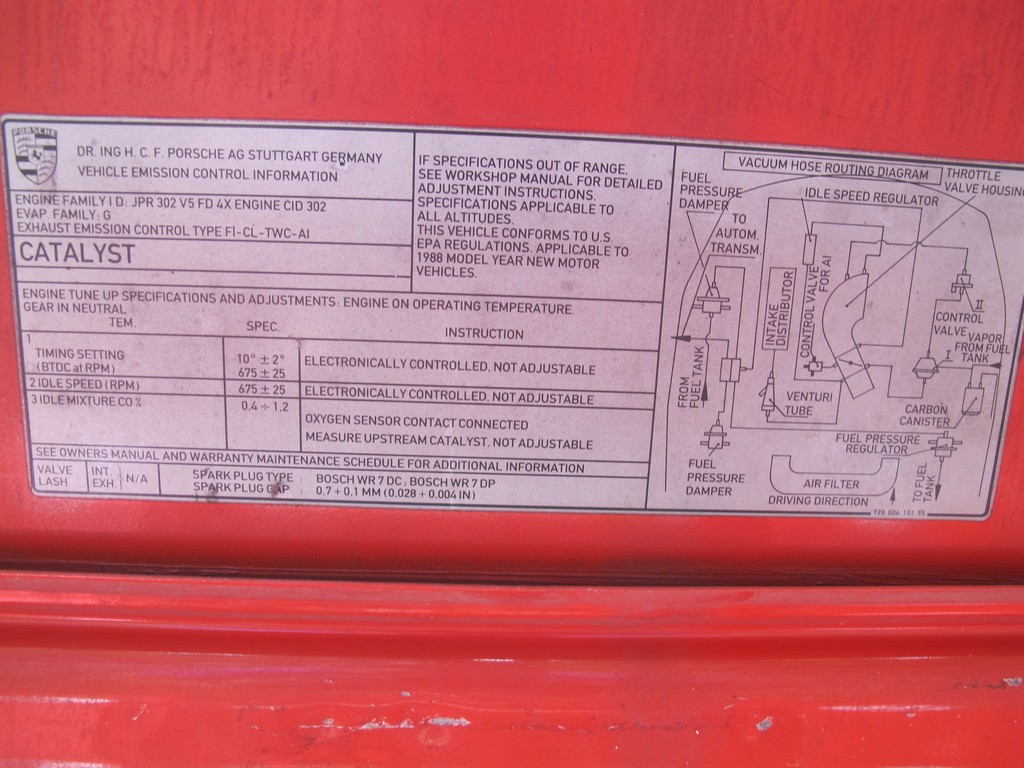 PORSCHE
DR. ING H. C. F. PORSCHE AG STUTTGART GERMANY
VEHICLE EMISSION CONTROL INFORMATION
ENGINE FAMILY I D : JPR 302 V5 FD 4X ENGINE CID 302
EVAP. FAMILY: G
EXHAUST EMISSION CONTROL TYPE FI-CL-TWC-AI
CATALYST
IF SPECIFICATIONS OUT OF RANGE,
SEE WORKSHOP MANUAL FOR DETAILED
ADJUSTMENT INSTRUCTIONS.
SPECIFICATIONS APPLICABLE TO
ALL ALTITUDES.
THIS VEHICLE CONFORMS TO U.S.
EPA REGULATIONS. APPLICABLE TO
1988 MODEL YEAR NEW MOTOR
VEHICLES.
ENGINE TUNE UP SPECIFICATIONS AND ADJUSTMENTS: ENGINE ON OPERATING TEMPERATURE.
GEAR IN NEUTRAL
TEM. SPEC. INSTRUCTION
1
TIMING SETTING 10° ± 2°
(BTDC at RPM) 675 ± 25 ELECTRONICALLY CONTROLLED, NOT ADJUSTABLE
2 IDLE SPEED (RPM) 675 ± 25 ELECTRONICALLY CONTROLLED, NOT ADJUSTABLE
3 IDLE MIXTURE CO % 0.4 ÷ 1.2 OXYGEN SENSOR CONTACT CONNECTED
MEASURE UPSTREAM CATALYST. NOT ADJUSTABLE
SEE OWNERS MANUAL AND WARRANTY MAINTENANCE SCHEDULE FOR ADDITIONAL INFORMATION
VALVE LASH
INT. EXH
N/A
SPARK PLUG TYPE : BOSCH WR 7 DC ; BOSCH WR 7 DP
SPARK PLUG GAP : 0.7 + 0.1 MM (0.028 + 0.004 IN)
VACUUM HOSE ROUTING DIAGRAM
THROTTLE
VALVE HOUSING
FUEL
PRESSURE
DAMPER
IDLE SPEED REGULATOR
TO
AUTOM.
TRANSM.
INTAKE
DISTRIBUTOR
CONTROL VALVE
FOR AI
II
CONTROL
VALVE
I
VAPOR
FROM FUEL
TANK
FROM
FUEL TANK
VENTURI
TUBE
CARBON
CANISTER
FUEL PRESSURE
REGULATOR
FUEL
PRESSURE
DAMPER
AIR FILTER
DRIVING DIRECTION
TO FUEL
TANK
928 006 101 55